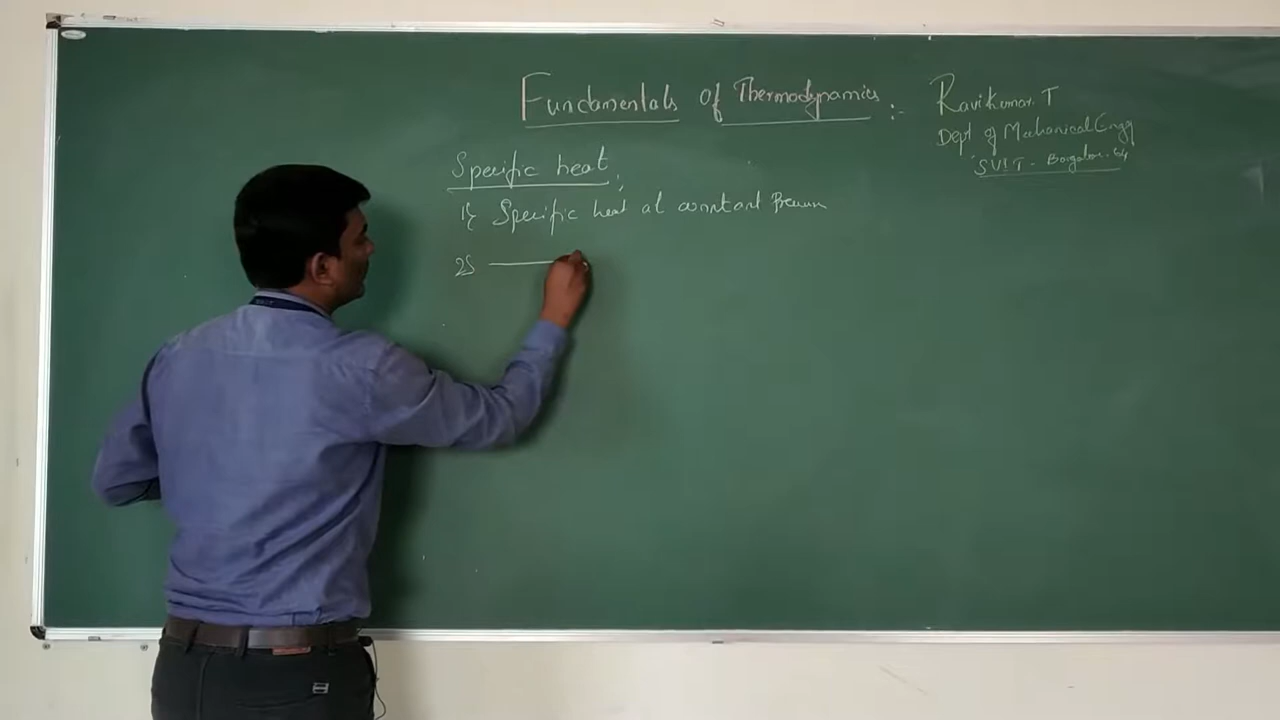 Fundamentals of Thermodynamics :-
Ravikumar. T
Dept of Mechanical Engg
SVIT - Bangalore-64
Specific heat,
1) Specific heat at constant Pressure
2)